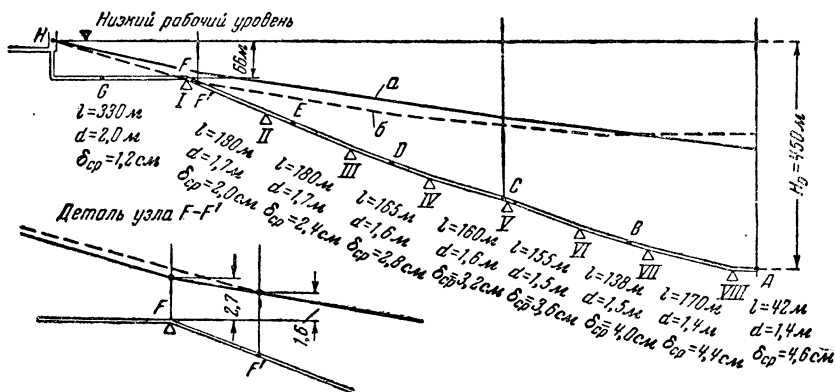 Низкий рабочий уровень
H
66м
а
б
H₀=450м
F
G
I
F'
E
II
III
D
IV
C
V
VI
B
VII
VIII
A
l=330м
d=2,0м
δср=1,2см
l=180м
d=1,7м
δср=2,0см
l=180м
d=1,7м
δср=2,4см
l=165м
d=1,6м
δср=2,8см
l=160м
d=1,6м
δср=3,2см
l=155м
d=1,5м
δср=3,6см
l=138м
d=1,5м
δср=4,0см
l=170м
d=1,4м
δср=4,4см
l=42м
d=1,4м
δср=4,6см
Деталь узла F-F'
F
2,7
1,6
F'